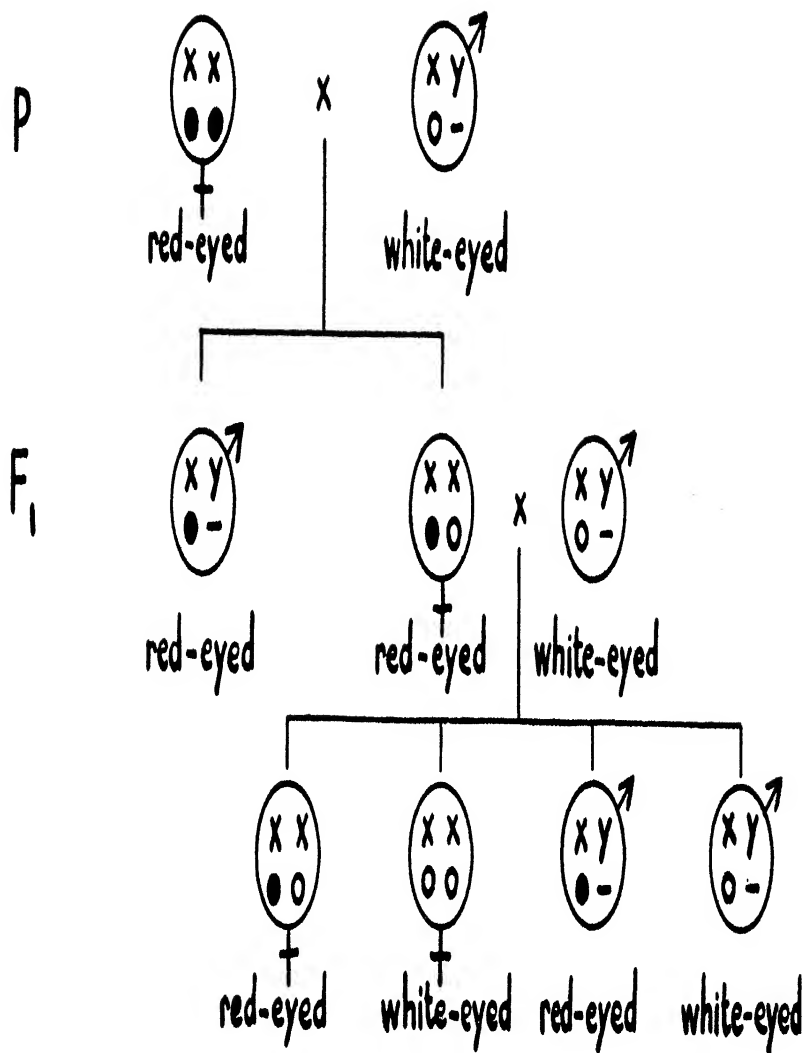 P
X X X X Y
red-eyed white-eyed
F₁
X Y X X X X Y
red-eyed red-eyed white-eyed
X X X X X Y X Y
red-eyed white-eyed red-eyed white-eyed